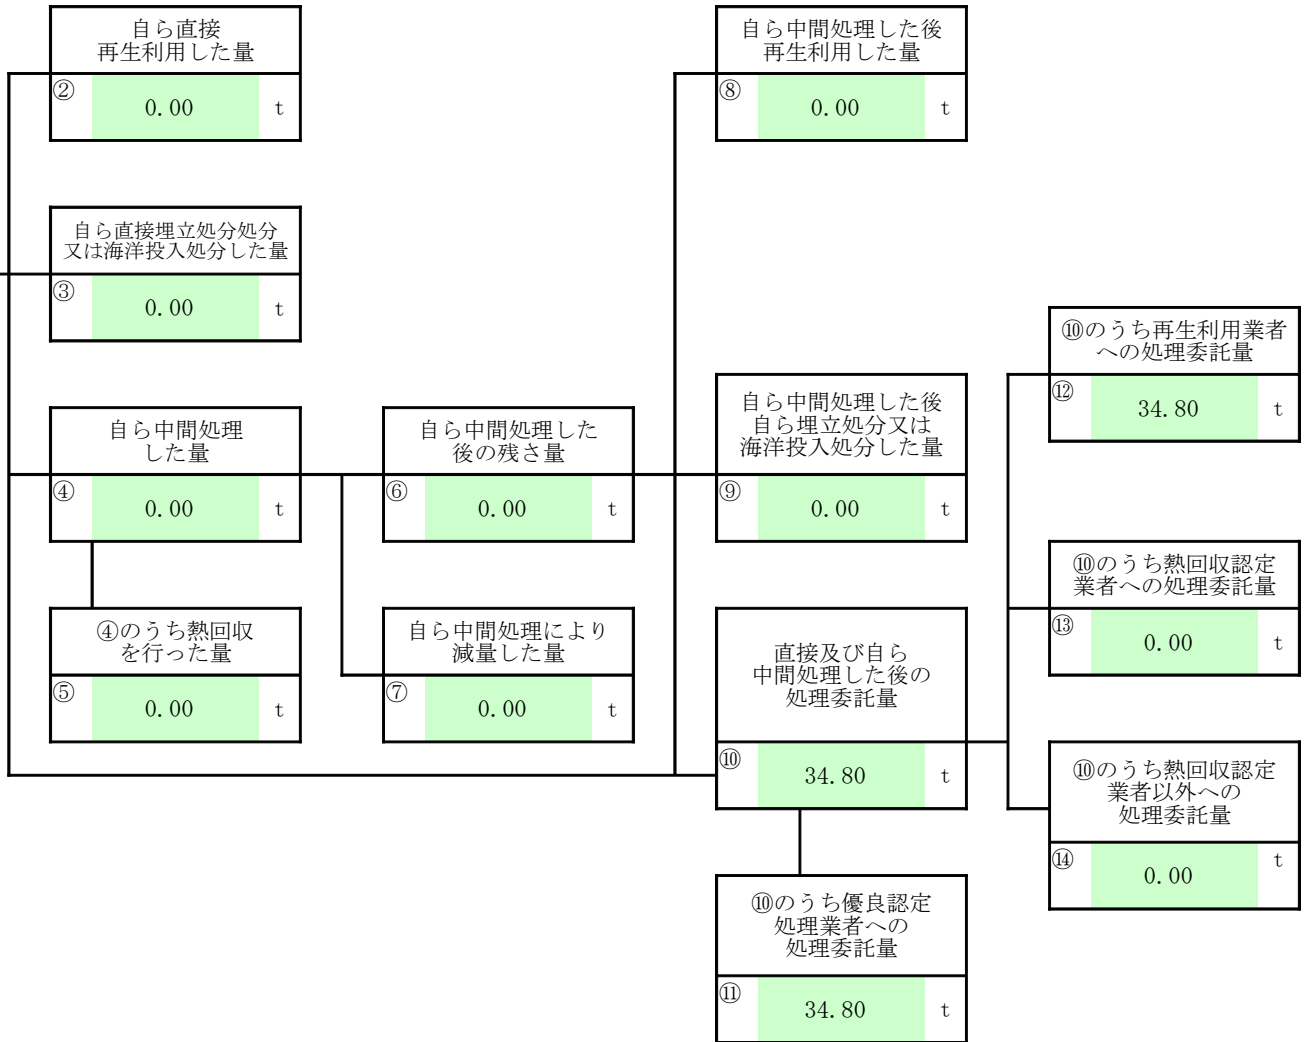 自ら直接
再生利用した量
② 0.00 t
自ら中間処理した後
再生利用した量
⑧ 0.00 t
自ら直接埋立処分処分
又は海洋投入処分した量
③ 0.00 t
⑩のうち再生利用業者
への処理委託量
⑫ 34.80 t
自ら中間処理
した量
④ 0.00 t
自ら中間処理した
後の残さ量
⑥ 0.00 t
自ら中間処理した後
自ら埋立処分又は
海洋投入処分した量
⑨ 0.00 t
⑩のうち熱回収認定
業者への処理委託量
⑬ 0.00 t
④のうち熱回収
を行った量
⑤ 0.00 t
自ら中間処理により
減量した量
⑦ 0.00 t
直接及び自ら
中間処理した後の
処理委託量
⑩ 34.80 t
⑩のうち熱回収認定
業者以外への
処理委託量
⑭ 0.00 t
⑩のうち優良認定
処理業者への
処理委託量
⑪ 34.80 t